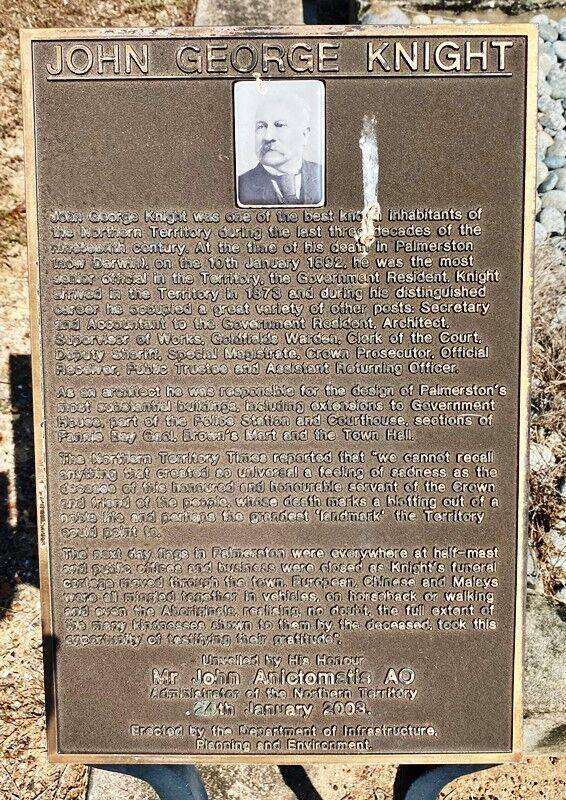 JOHN GEORGE KNIGHT
John George Knight was one of the best known inhabitants of
the Northern Territory during the last three decades of the
nineteenth century. At the time of his death in Palmerston
(now Darwin), on the 10th January 1892, he was the most
senior official in the Territory, the Government Resident. Knight
arrived in the Territory in 1873 and during his distinguished
career he occupied a great variety of other posts: Secretary
and Accountant to the Government Resident, Architect,
Supervisor of Works, Goldfields Warden, Clerk of the Court,
Deputy Sheriff, Special Magistrate, Crown Prosecutor, Official
Receiver, Public Trustee and Assistant Returning Officer.
As an architect he was responsible for the design of Palmerston's
most substantial buildings, including extensions to Government
House, part of the Police Station and Courthouse, sections of
Fannie Bay Gaol, Brown's Mart and the Town Hall.
The Northern Territory Times reported that "we cannot recall
anything that created so universal a feeling of sadness as the
decease of this honoured and honourable servant of the Crown
and friend of the people, whose death marks a blotting out of a
noble life and perhaps the grandest 'landmark' the Territory
could point to.
The next day flags in Palmerston were everywhere at half-mast
and public offices and business were closed as Knight's funeral
cortege moved through the town. European, Chinese and Malays
were all mingled together in vehicles, on horseback or walking
and even the Aboriginals, realising, no doubt, the full extent of
the many kindnesses shown to them by the deceased, took this
opportunity of testifying their gratitude".
Unveiled by His Honour
Mr John Anictomatis AO
Administrator of the Northern Territory
24th January 2003.
Erected by the Department of Infrastructure,
Planning and Environment.